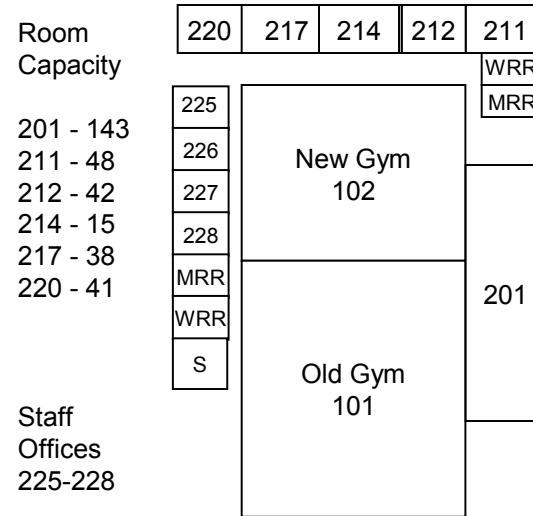 Room
Capacity
201 - 143
211 - 48
212 - 42
214 - 15
217 - 38
220 - 41
Staff
Offices
225-228
220 217 214 212 211
WRR
MRR
225
226
227
228
MRR
WRR
S
New Gym
102
Old Gym
101
201